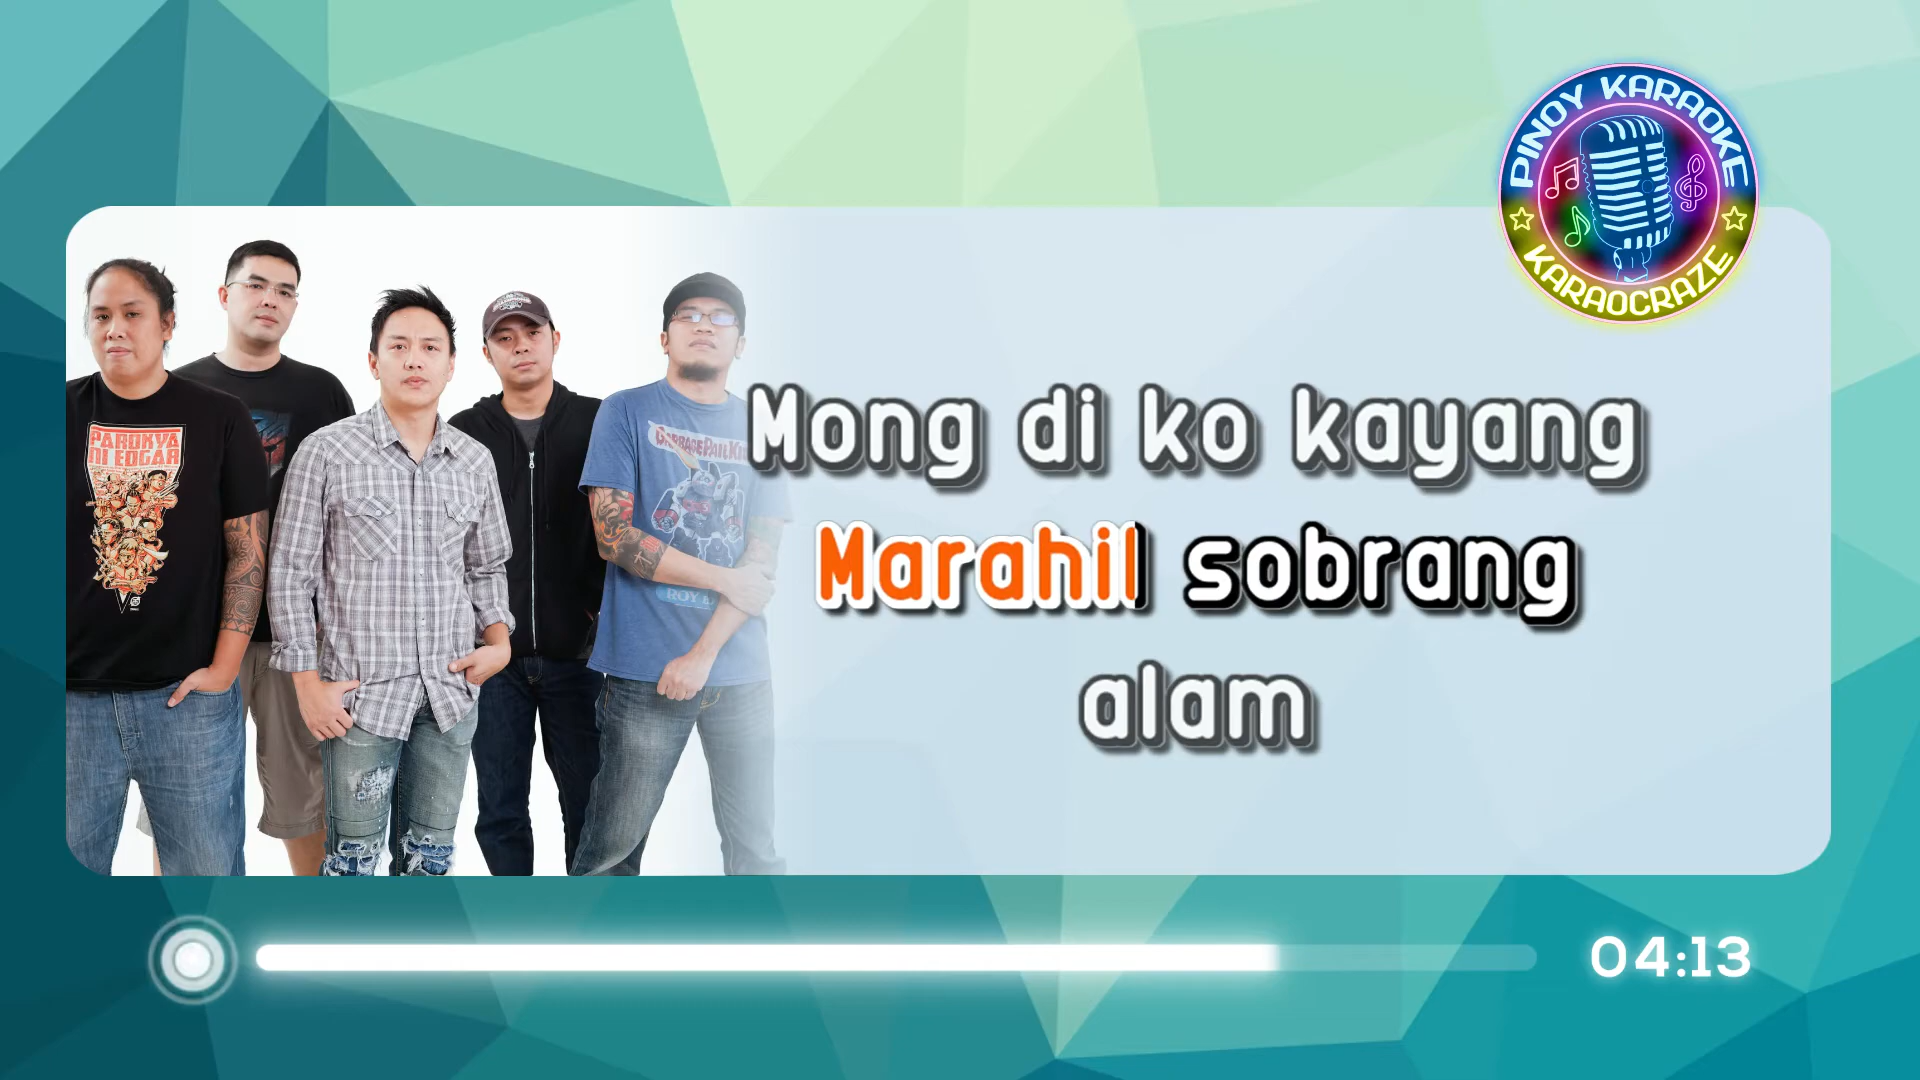 PINOY KARAOKE
KARAOCRAZE
PAROKYA
NI EDGAR
Mong di ko kayang
Marahil sobrang
alam
04:13